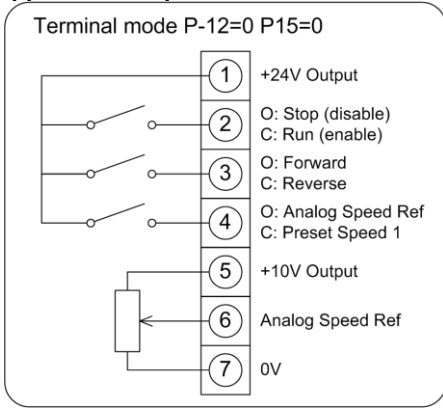 Terminal mode P-12=0 P15=0
1
+24V Output
2
O: Stop (disable)
C: Run (enable)
3
O: Forward
C: Reverse
4
O: Analog Speed Ref
C: Preset Speed 1
5
+10V Output
6
Analog Speed Ref
7
0V